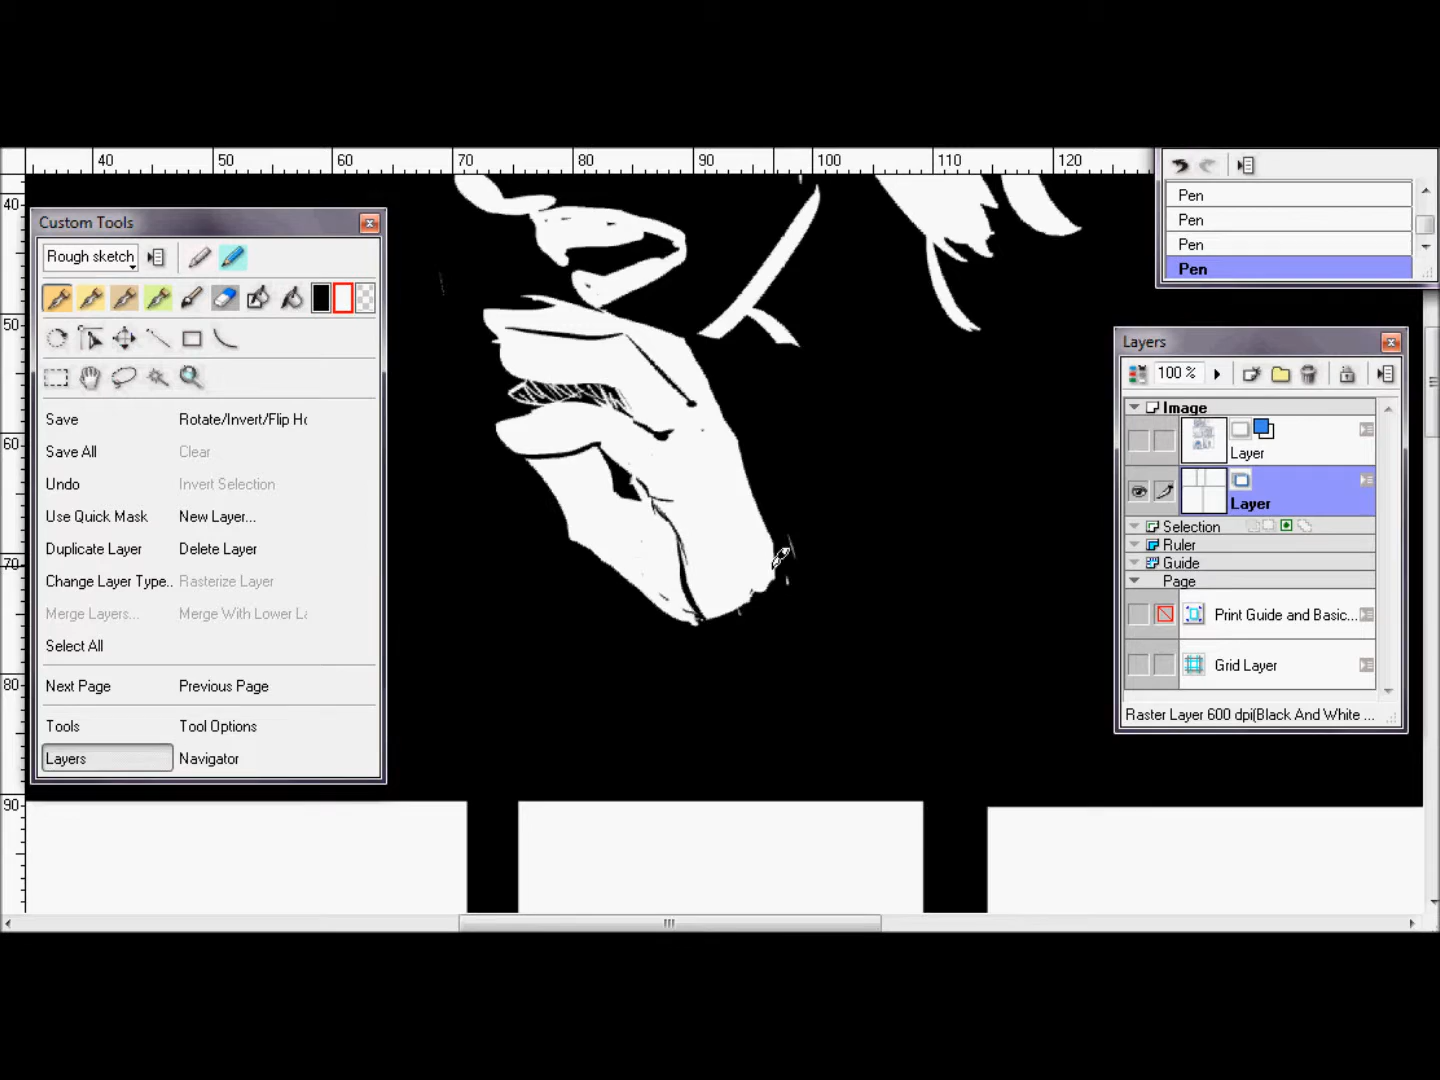 40 50 60 70 80 90 100 110 120
40
50
60
70
80
90
Custom Tools
Rough sketch
Save Rotate/Invert/Flip Ho
Save All Clear
Undo Invert Selection
Use Quick Mask New Layer...
Duplicate Layer Delete Layer
Change Layer Type.. Rasterize Layer
Merge Layers... Merge With Lower La
Select All
Next Page Previous Page
Tools Tool Options
Layers Navigator
Pen
Pen
Pen
Pen
Layers
100 %
Image
Layer
Layer
Selection
Ruler
Guide
Page
Print Guide and Basic...
Grid Layer
Raster Layer 600 dpi(Black And White ...